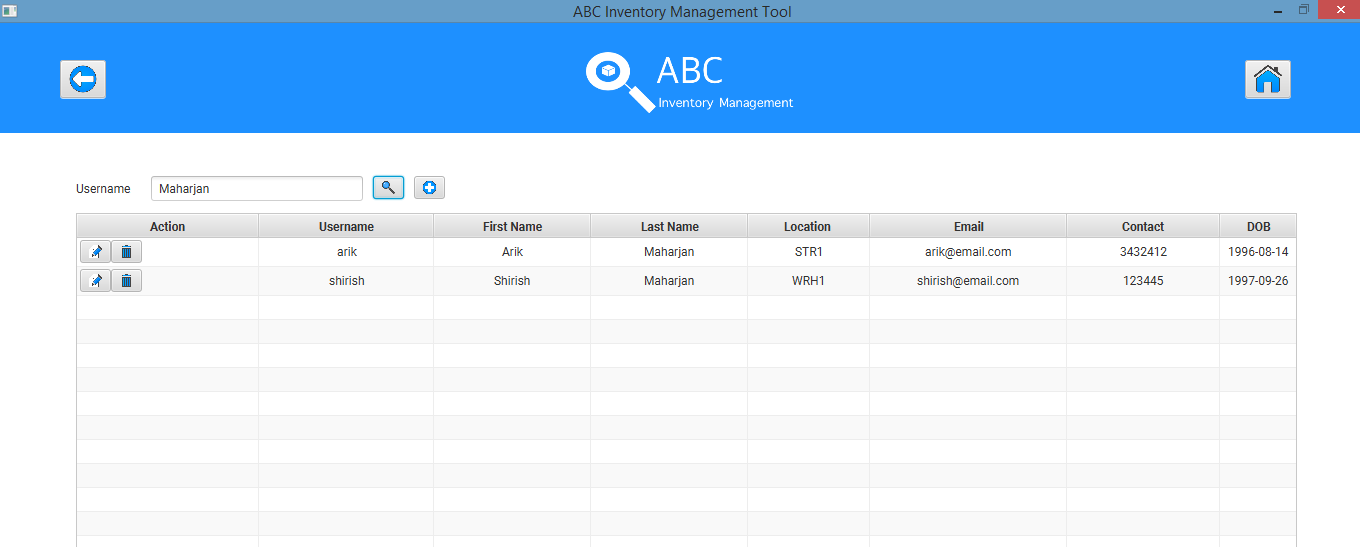 ABC Inventory Management Tool
ABC
Inventory Management
Username Maharjan
Action Username First Name Last Name Location Email Contact DOB
arik Arik Maharjan STR1 arik@email.com 3432412 1996-08-14
shirish Shirish Maharjan WRH1 shirish@email.com 123445 1997-09-26